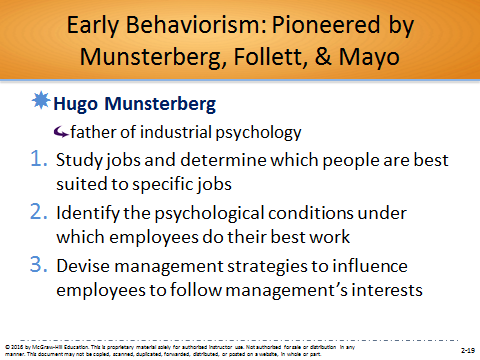 Early Behaviorism: Pioneered by
Munsterberg, Follett, & Mayo
Hugo Munsterberg
father of industrial psychology
1. Study jobs and determine which people are best
suited to specific jobs
2. Identify the psychological conditions under
which employees do their best work
3. Devise management strategies to influence
employees to follow management's interests
© 2016 by McGraw-Hill Education. This is proprietary material solely for authorized instructor use. Not authorized for sale or distribution in any
manner. This document may not be copied, scanned, duplicated, forwarded, distributed, or posted on a website, in whole or part.
2-19